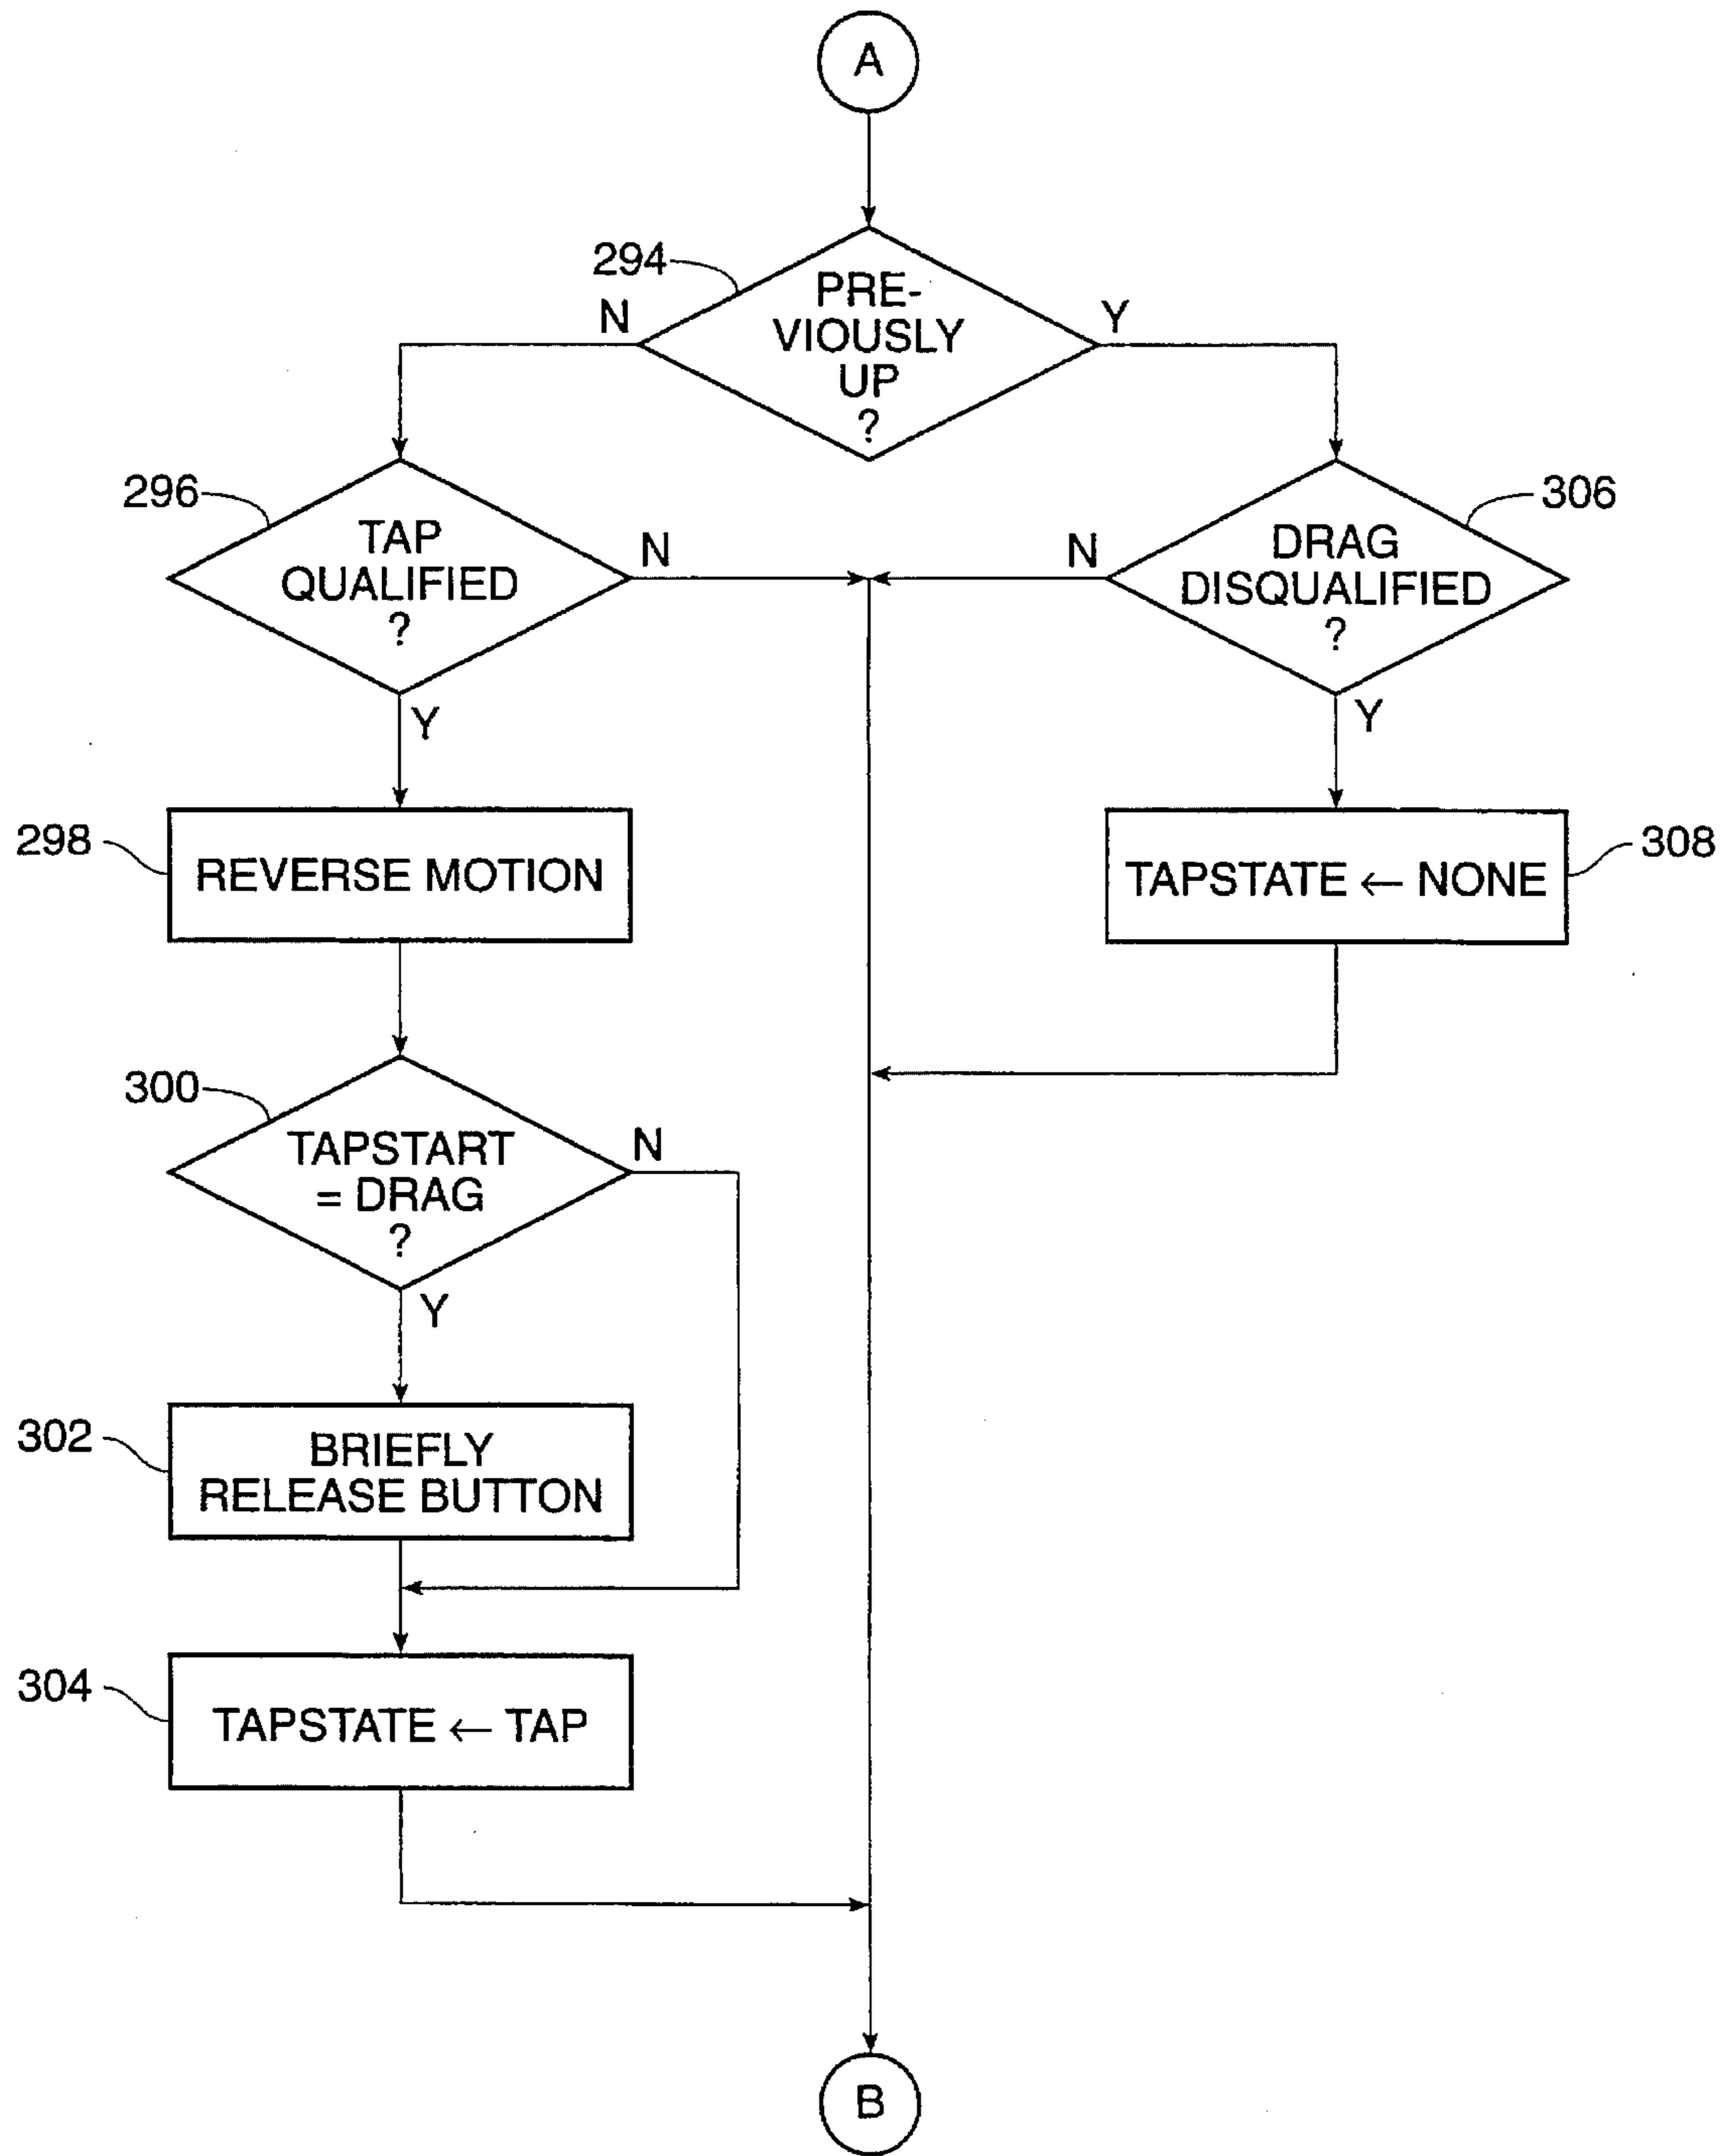 A
294
N
Y
PRE-
VIOUSLY
UP
?
296
TAP
QUALIFIED
?
N
Y
306
N
DRAG
DISQUALIFIED
?
Y
298
REVERSE MOTION
TAPSTATE ← NONE
308
300
TAPSTART
= DRAG
?
N
Y
302
BRIEFLY
RELEASE BUTTON
304
TAPSTATE ← TAP
B